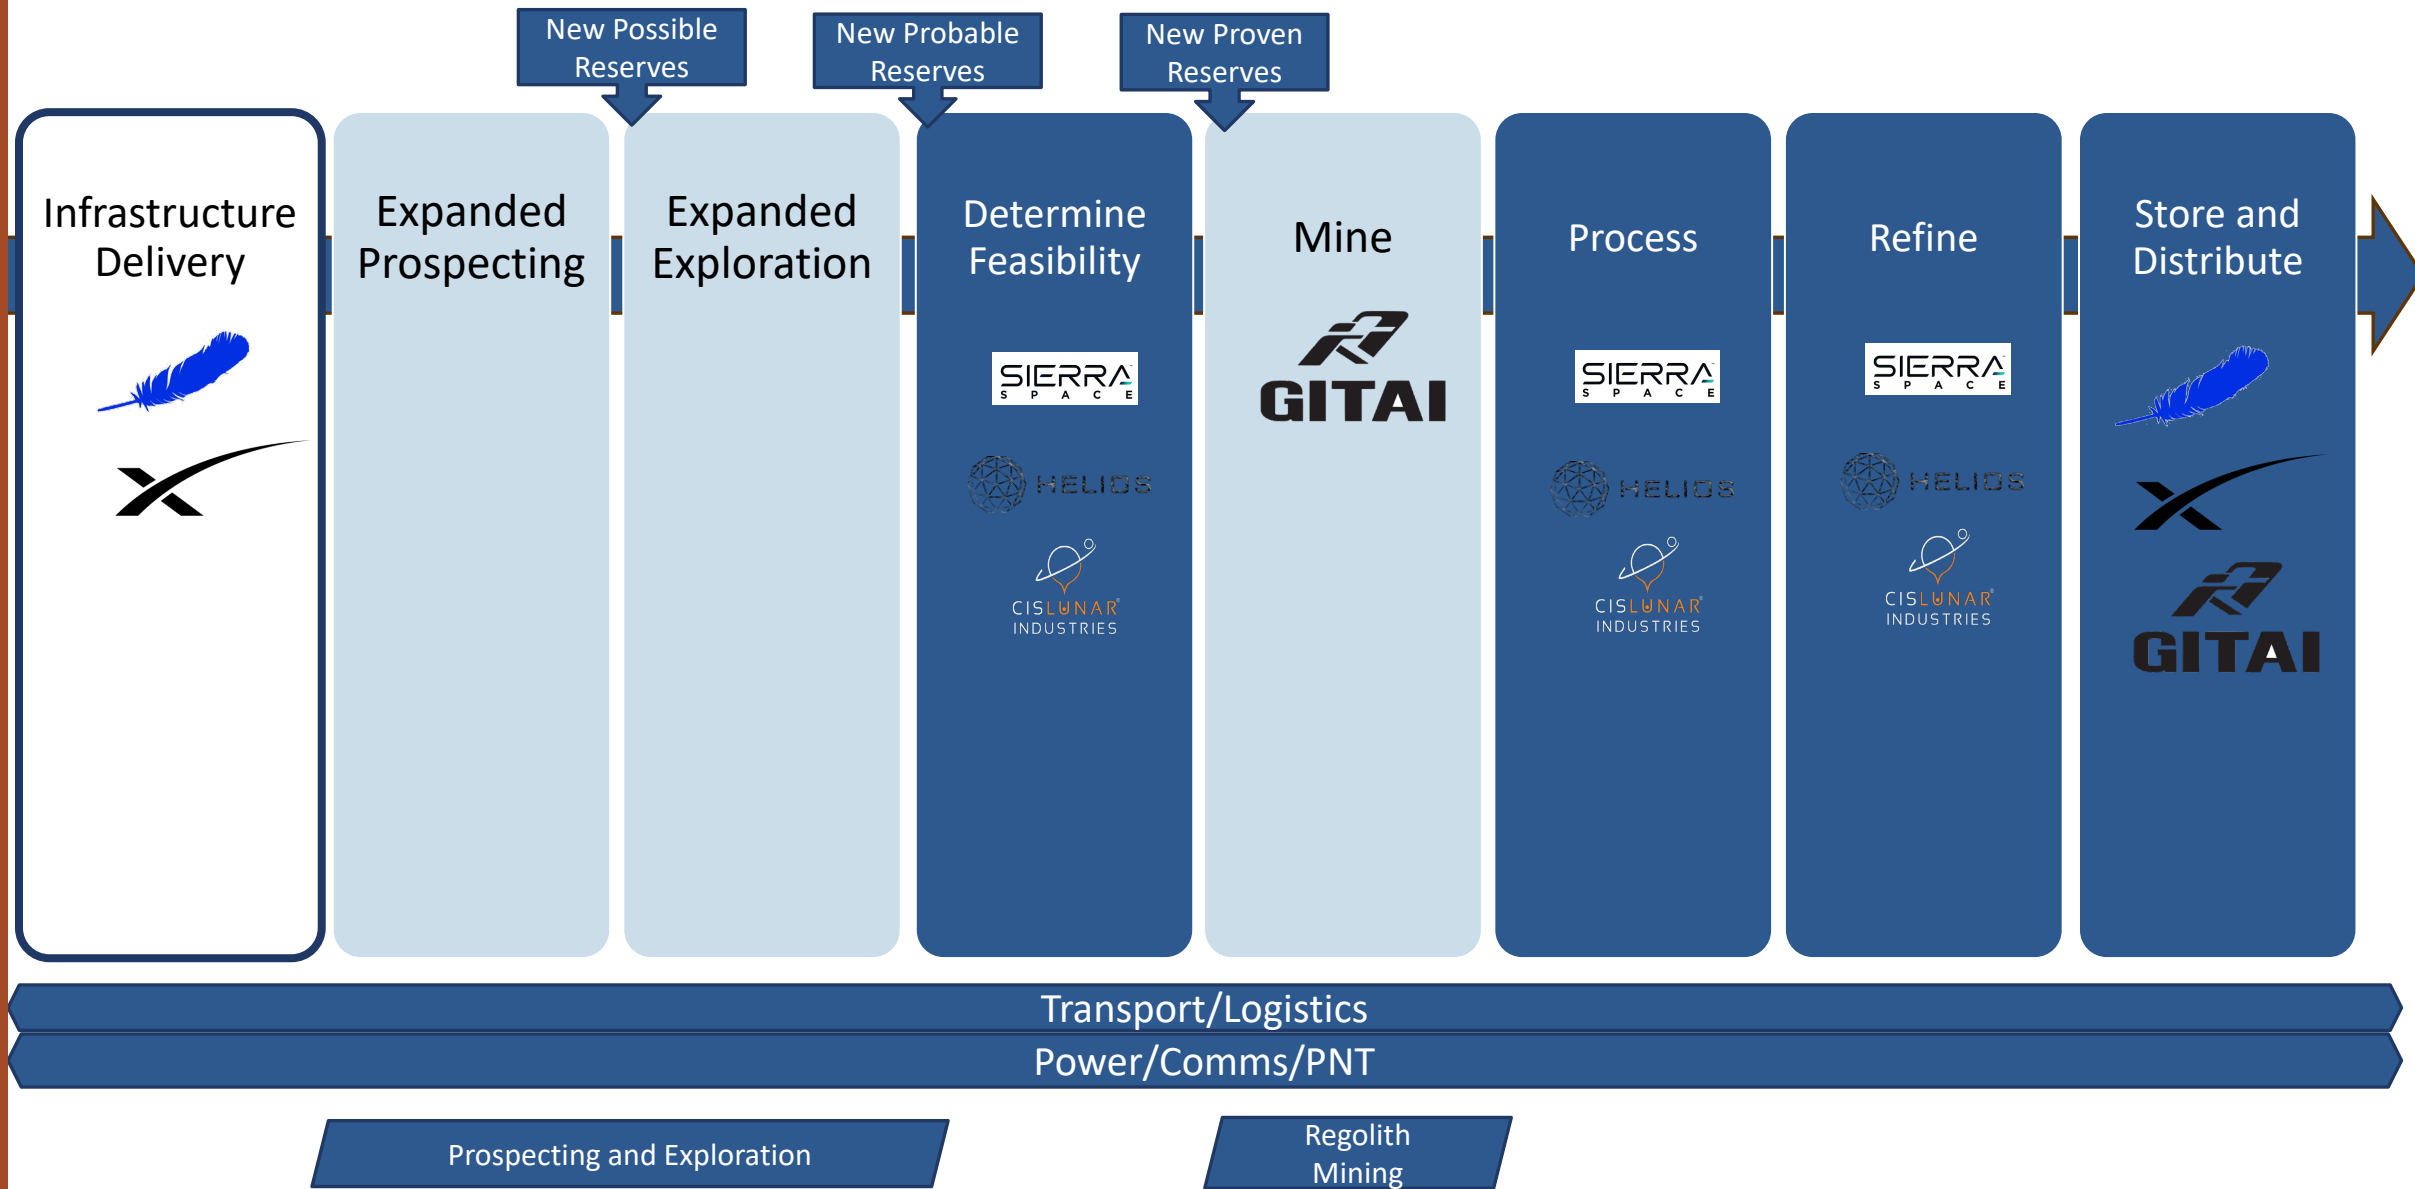 New Possible
Reserves
New Probable
Reserves
New Proven
Reserves
Infrastructure
Delivery
Expanded
Prospecting
Expanded
Exploration
Determine
Feasibility
SIERRA
SPACE
HELIOS
CISLUNAR®
INDUSTRIES
Mine
GITAI
Process
SIERRA
SPACE
HELIOS
CISLUNAR®
INDUSTRIES
Refine
SIERRA
SPACE
HELIOS
CISLUNAR®
INDUSTRIES
Store and
Distribute
GITAI
Transport/Logistics
Power/Comms/PNT
Prospecting and Exploration
Regolith
Mining